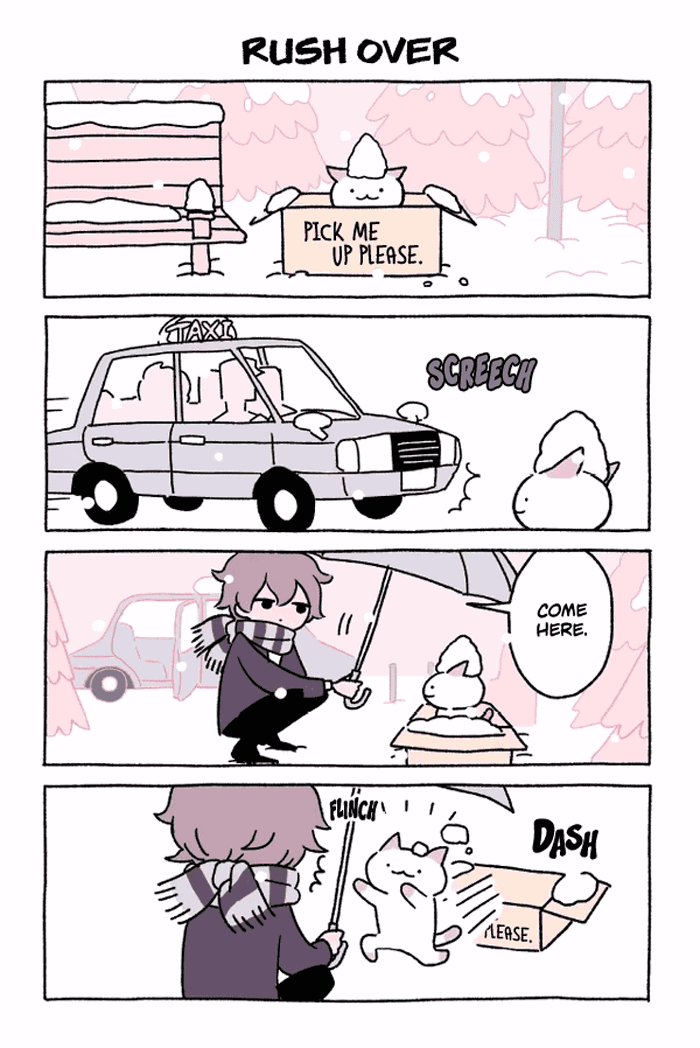 RUSH OVER
PICK ME
UP PLEASE.
TAXI
SCREECH
COME
HERE.
FLINCH
DASH
PLEASE.